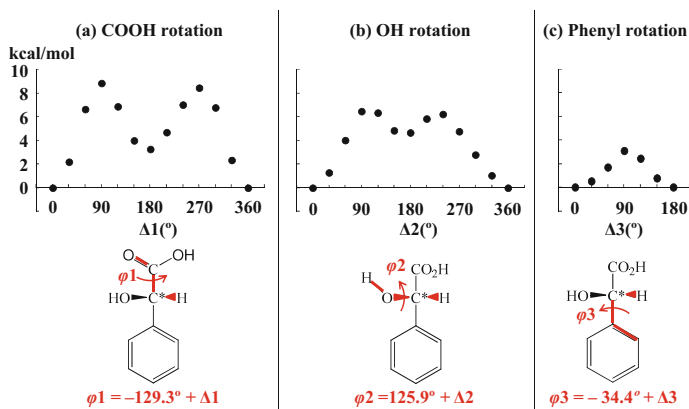 (a) COOH rotation
(b) OH rotation
(c) Phenyl rotation
kcal/mol
10
8
6
4
2
0
0 90 180 270 360
Δ1(º)
0 90 180 270 360
Δ2(º)
0 90 180
Δ3(º)
O OH
φ1 C
HO C* H
φ1 = –129.3º + Δ1
H φ2 CO₂H
O C* H
φ2 = 125.9º + Δ2
CO₂H
HO C* H
φ3
φ3 = – 34.4º + Δ3